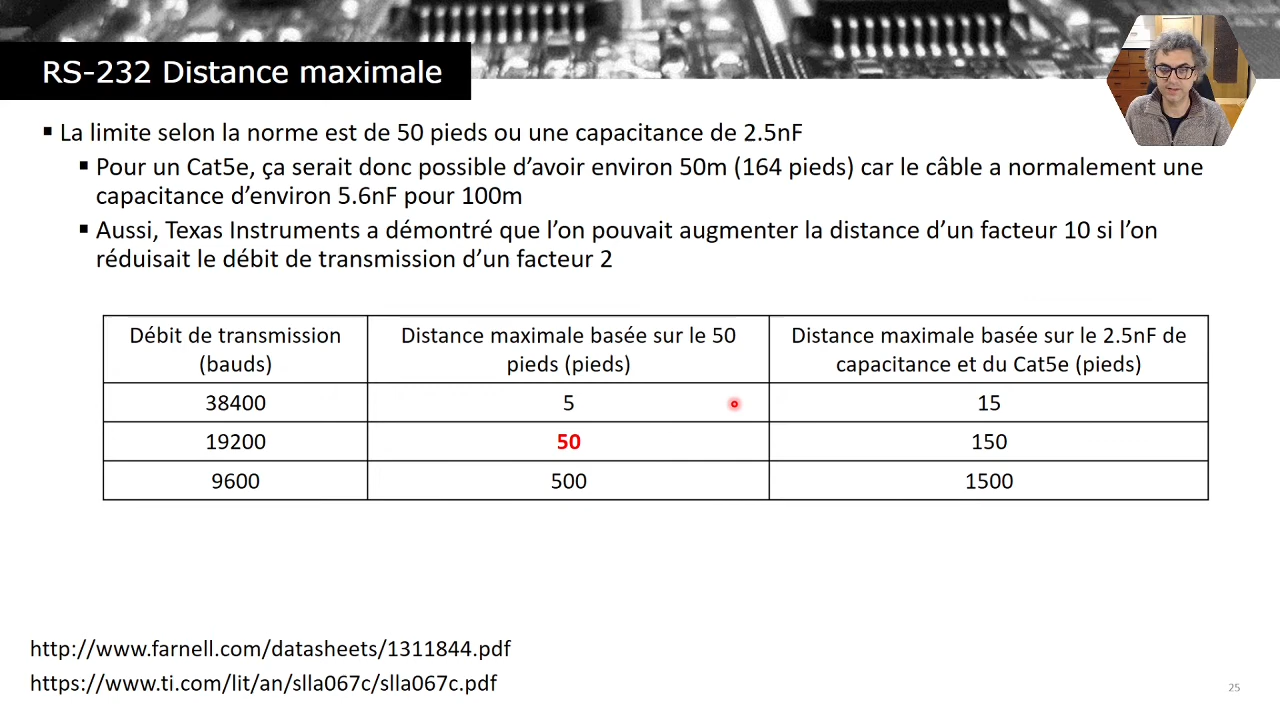 RS-232 Distance maximale
▪ La limite selon la norme est de 50 pieds ou une capacitance de 2.5nF
▪ Pour un Cat5e, ça serait donc possible d’avoir environ 50m (164 pieds) car le câble a normalement une
capacitance d’environ 5.6nF pour 100m
▪ Aussi, Texas Instruments a démontré que l’on pouvait augmenter la distance d’un facteur 10 si l’on
réduisait le débit de transmission d’un facteur 2
Débit de transmission
(bauds)
Distance maximale basée sur le 50
pieds (pieds)
Distance maximale basée sur le 2.5nF de
capacitance et du Cat5e (pieds)
38400 5 15
19200 50 150
9600 500 1500
http://www.farnell.com/datasheets/1311844.pdf
https://www.ti.com/lit/an/slla067c/slla067c.pdf
25